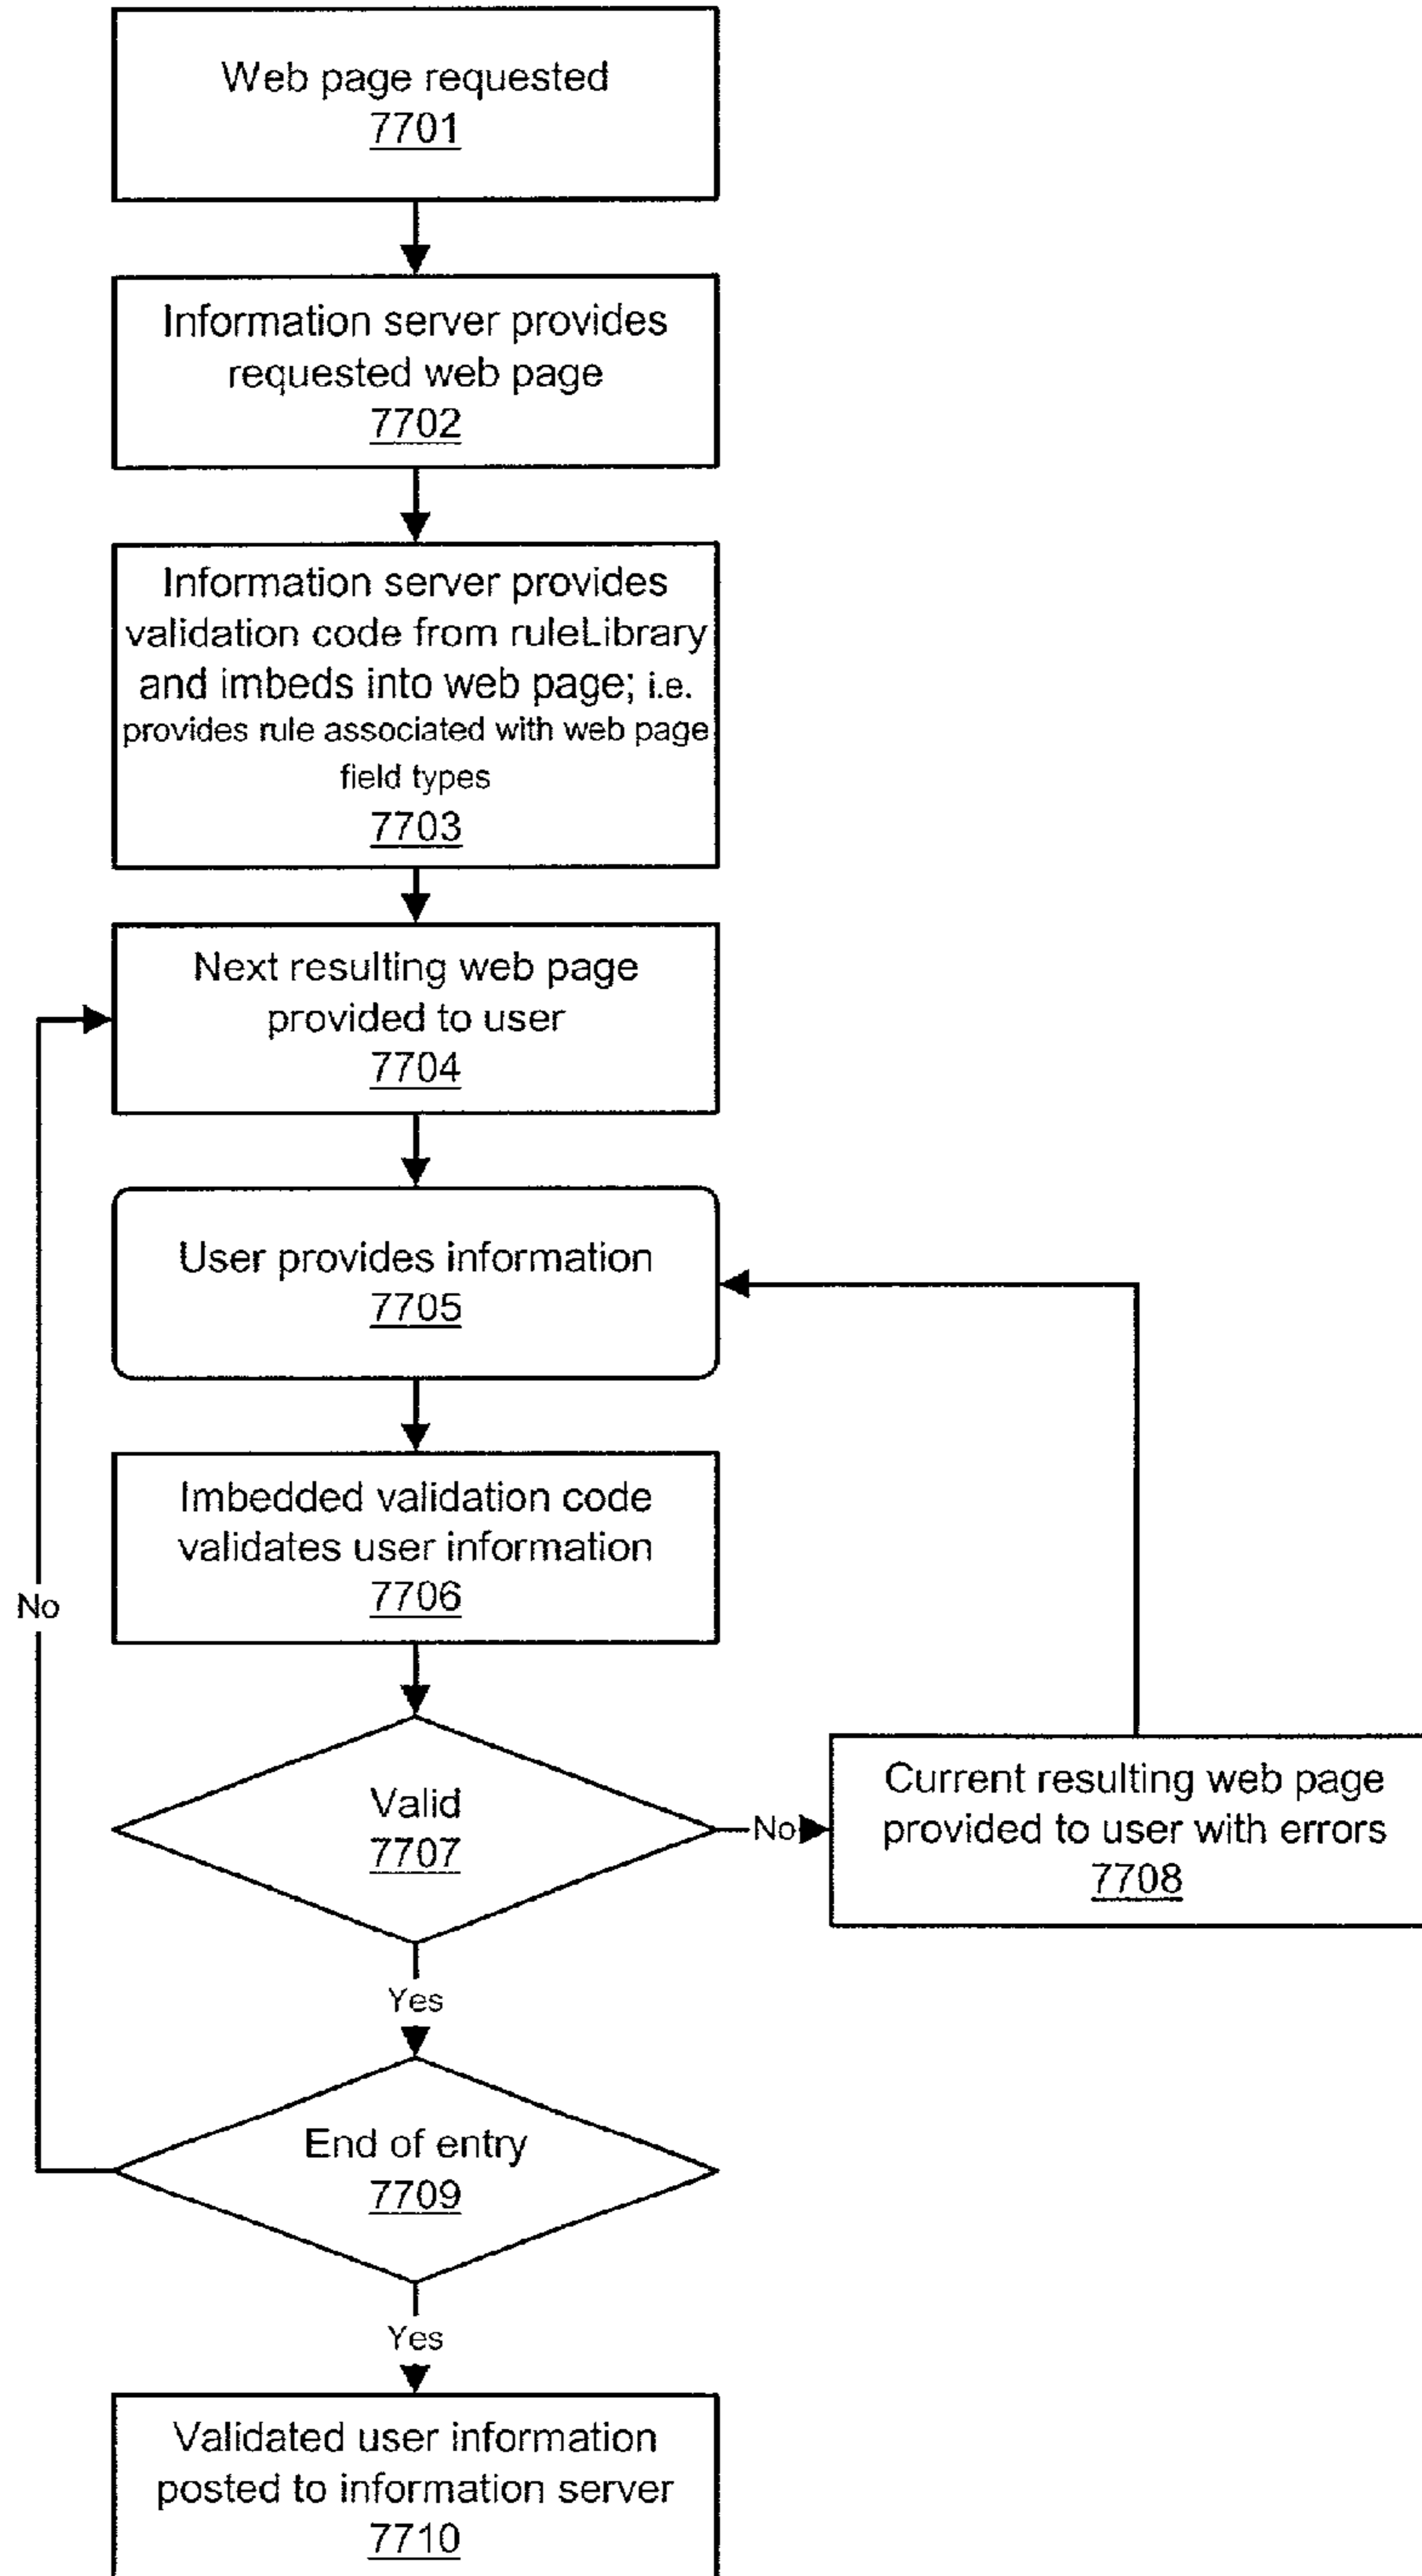 Web page requested
7701
Information server provides
requested web page
7702
Information server provides
validation code from ruleLibrary
and imbeds into web page; i.e.
provides rule associated with web page
field types
7703
Next resulting web page
provided to user
7704
User provides information
7705
Imbedded validation code
validates user information
7706
No
Valid
7707
No
Current resulting web page
provided to user with errors
7708
Yes
End of entry
7709
Yes
Validated user information
posted to information server
7710